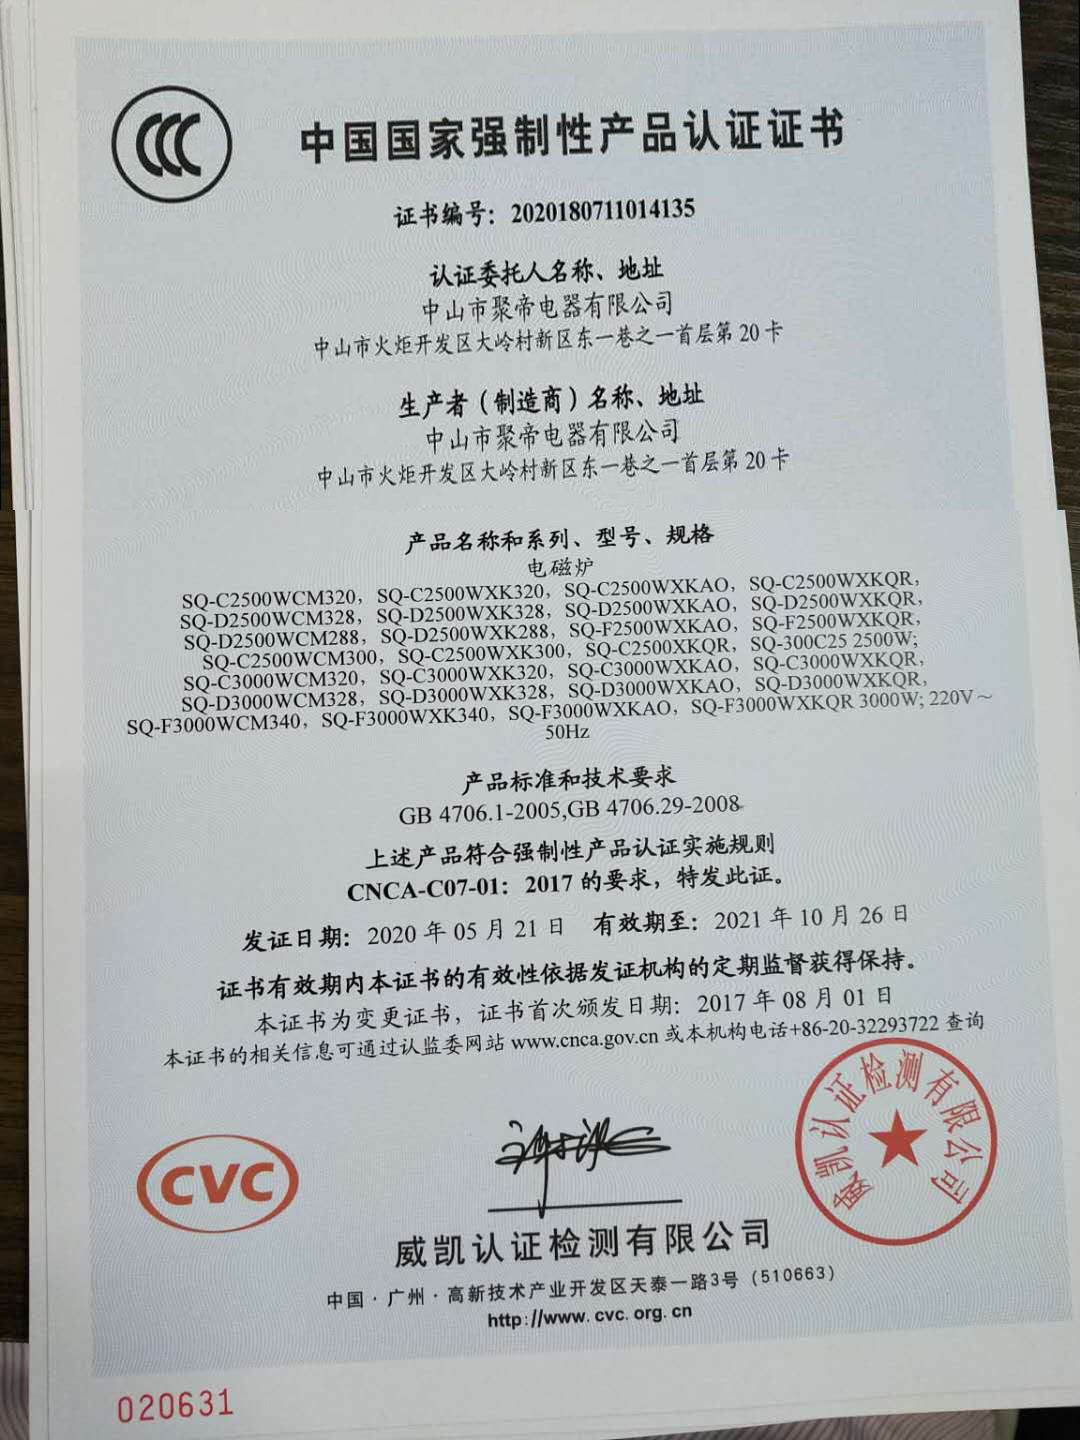 中国国家强制性产品认证证书
证书编号：2020180711014135
认证委托人名称、地址
中山市聚帝电器有限公司
中山市火炬开发区大岭村新区东一巷之一首层第 20 卡
生产者（制造商）名称、地址
中山市聚帝电器有限公司
中山市火炬开发区大岭村新区东一巷之一首层第 20 卡
产品名称和系列、型号、规格
电磁炉
SQ-C2500WCM320，SQ-C2500WXK320，SQ-C2500WXKAO，SQ-C2500WXKQR，
SQ-D2500WCM328，SQ-D2500WXK328，SQ-D2500WXKAO，SQ-D2500WXKQR，
SQ-D2500WCM288，SQ-D2500WXK288，SQ-F2500WXKAO，SQ-F2500WXKQR，
SQ-C2500WCM300，SQ-C2500WXK300，SQ-C2500XKQR，SQ-300C25 2500W;
SQ-C3000WCM320，SQ-C3000WXK320，SQ-C3000WXKAO，SQ-C3000WXKQR，
SQ-D3000WCM328，SQ-D3000WXK328，SQ-D3000WXKAO，SQ-D3000WXKQR，
SQ-F3000WCM340，SQ-F3000WXK340，SQ-F3000WXKAO，SQ-F3000WXKQR 3000W; 220V～
50Hz
产品标准和技术要求
GB 4706.1-2005,GB 4706.29-2008
上述产品符合强制性产品认证实施规则
CNCA-C07-01：2017 的要求，特发此证。
发证日期：2020 年 05 月 21 日 有效期至：2021 年 10 月 26 日
证书有效期内本证书的有效性依据发证机构的定期监督获得保持。
本证书为变更证书，证书首次颁发日期：2017 年 08 月 01 日
本证书的相关信息可通过认监委网站 www.cnca.gov.cn 或本机构电话+86-20-32293722 查询
威凯认证检测有限公司
CVC
威凯认证检测有限公司
中国·广州·高新技术产业开发区天泰一路3号（510663）
http://www.cvc.org.cn
020631